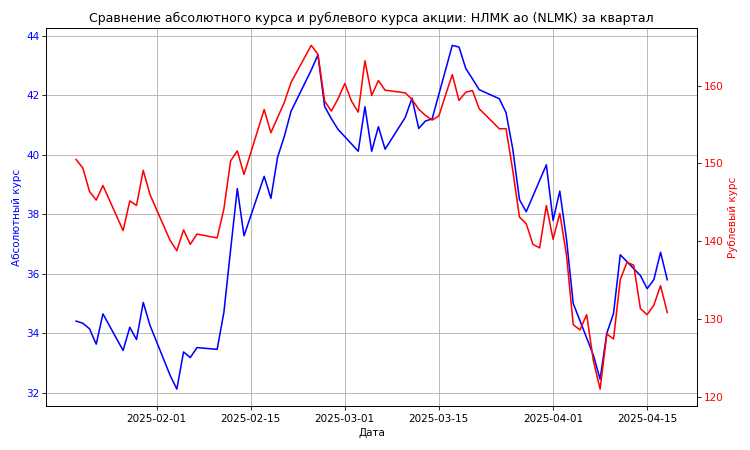 Сравнение абсолютного курса и рублевого курса акции: НЛМК ао (NLMK) за квартал
44
42
40
38
36
34
32
Абсолютный курс
160
150
140
130
120
Рублевый курс
2025-02-01 2025-02-15 2025-03-01 2025-03-15 2025-04-01 2025-04-15
Дата